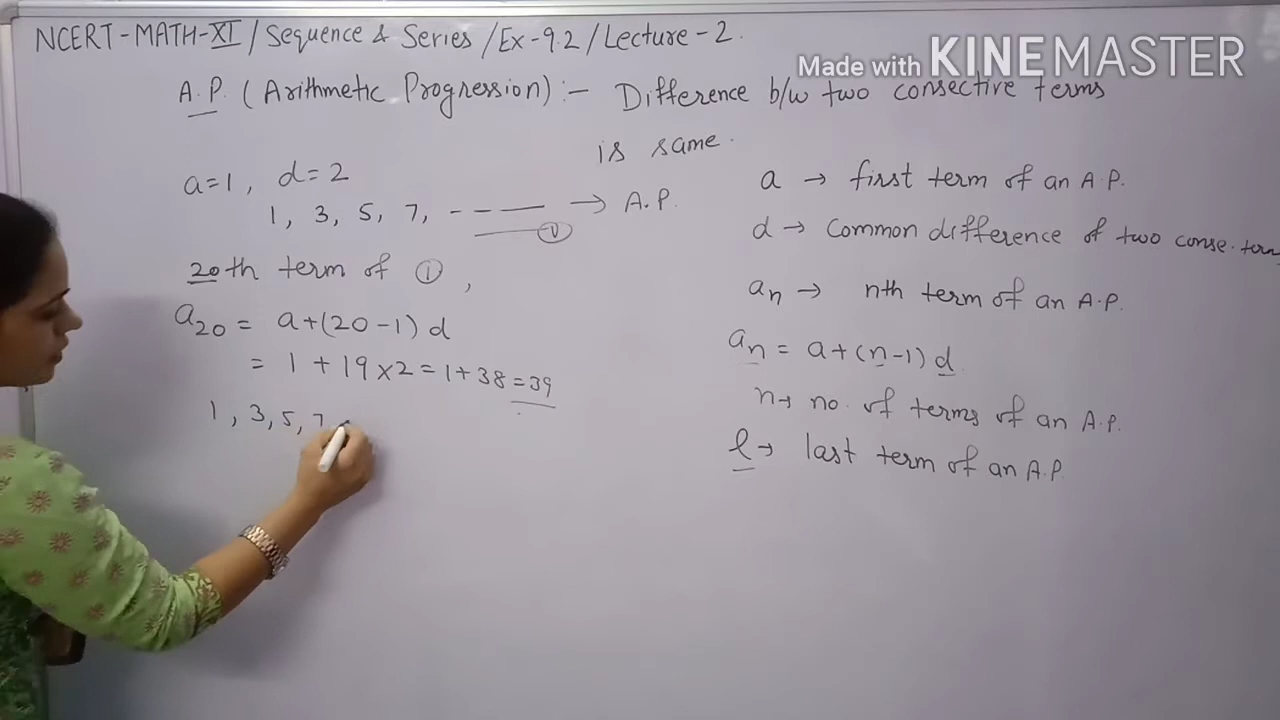 NCERT-MATH-XI / Sequence & Series / Ex-9.2 / Lecture-2.
Made with KINEMASTER
A.P. (Arithmetic Progression) :- Difference b/w two consective terms
is same.
a=1, d=2
1, 3, 5, 7, - - — → A.P.
①
20th term of ①,
a20 = a+(20-1) d
= 1 + 19×2 = 1+38 = 39
1, 3, 5, 7
a → first term of an A.P.
d → Common difference of two conse. term
an → nth term of an A.P.
an = a+(n-1) d
n→ no. of terms of an A.P.
l→ last term of an A.P.